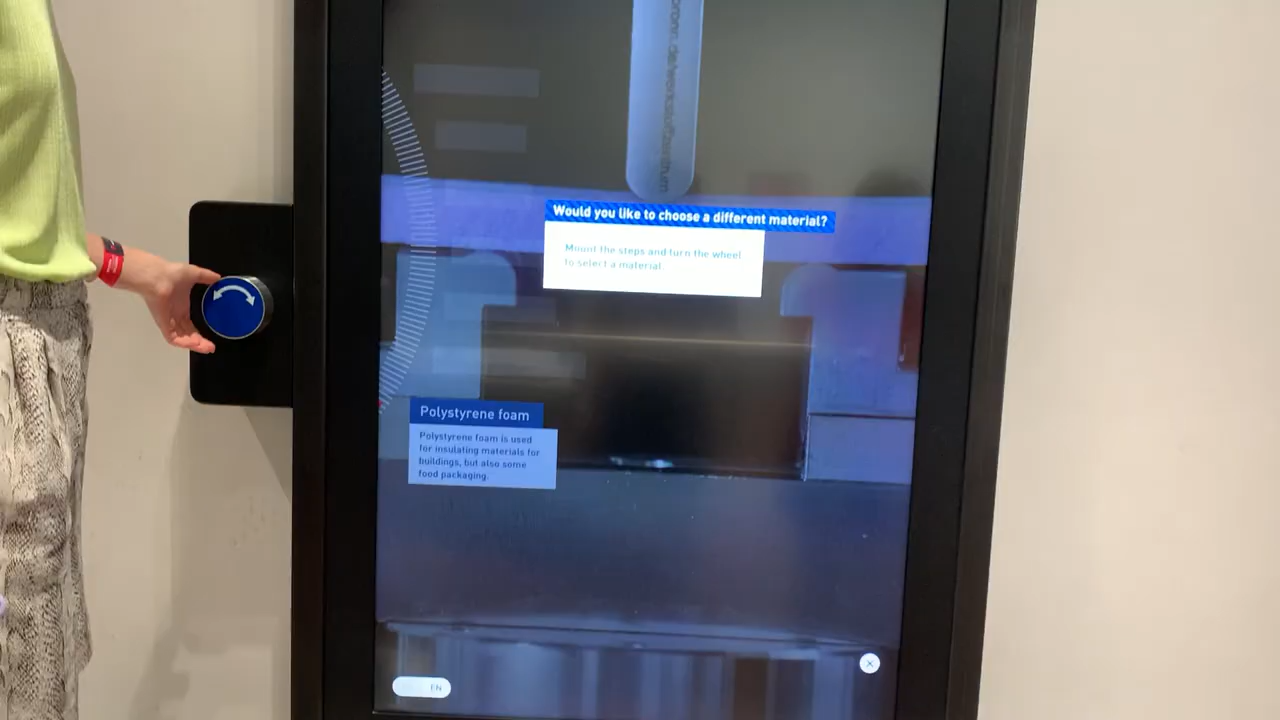 Would you like to choose a different material?
Mount the steps and turn the wheel
to select a material.
Polystyrene foam
Polystyrene foam is used
for insulating materials for
buildings, but also some
food packaging.
EN